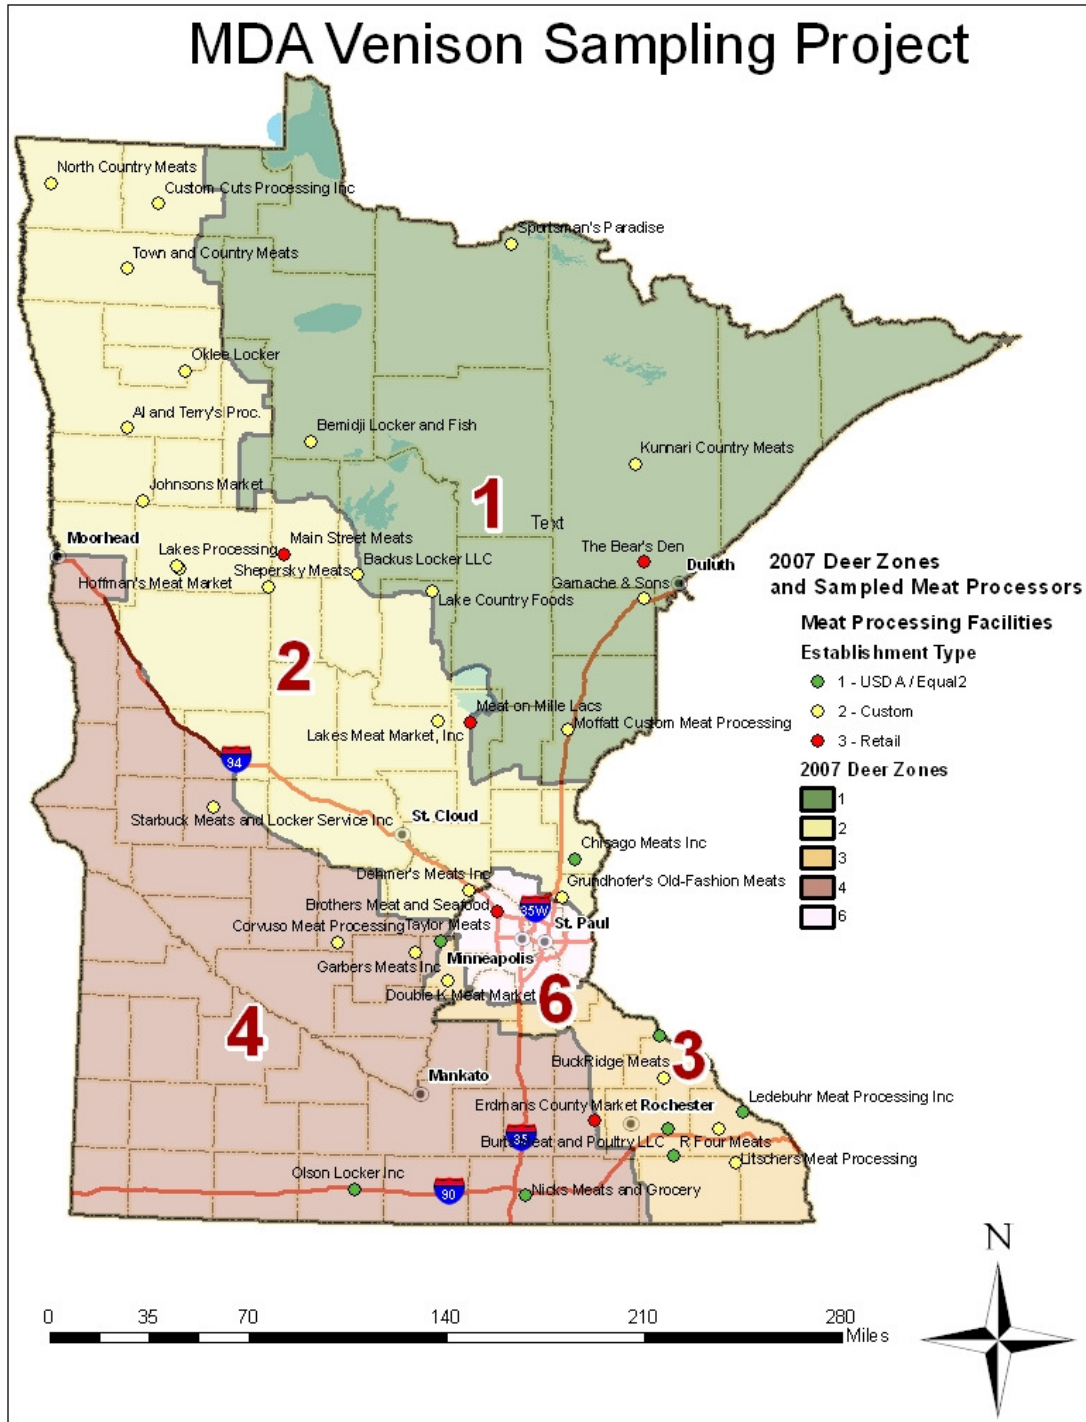 MDA Venison Sampling Project
North Country Meats
Custom Cuts Processing Inc
Sportsman's Paradise
Town and Country Meats
Oklee Locker
Al and Terry's Proc.
Bemidji Locker and Fish
Kunnari Country Meats
1
Johnsons Market
Text
Moorhead
Lakes Processing
Main Street Meats
The Bear's Den
Duluth
Backus Locker LLC
Hoffman's Meat Market
Shepersky Meats
Gamache & Sons
Lake Country Foods
2
Meat on Mille Lacs
Lakes Meat Market, Inc
Moffatt Custom Meat Processing
94
Starbuck Meats and Locker Service Inc
St. Cloud
Chisago Meats Inc
Dehmer's Meats Inc
Grundhofer's Old-Fashion Meats
Brothers Meat and Seafood
35W
St. Paul
Corvuso Meat Processing
Taylor Meats
Minneapolis
Garbers Meats Inc
Double K Meat Market
6
4
3
BuckRidge Meats
Mankato
Erdmans County Market
Rochester
Ledebuhr Meat Processing Inc
35
Burt's Meat and Poultry LLC
R Four Meats
Litschers Meat Processing
Olson Locker Inc
90
Nicks Meats and Grocery
2007 Deer Zones
and Sampled Meat Processors
Meat Processing Facilities
Establishment Type
1 - USDA / Equal2
2 - Custom
3 - Retail
2007 Deer Zones
1
2
3
4
6
N
0 35 70 140 210 280
Miles